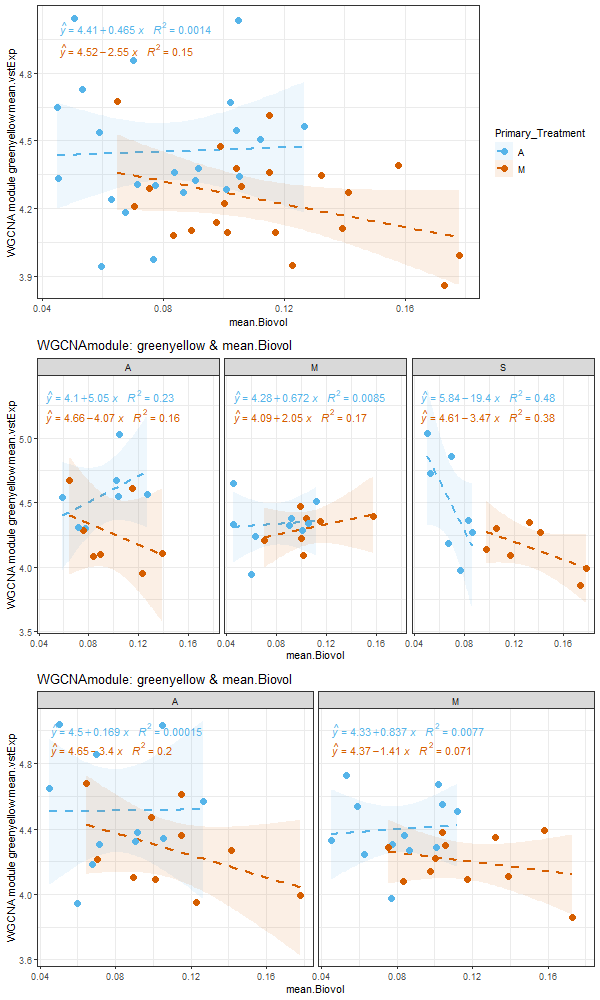 ŷ = 4.41 + 0.465 x   R² = 0.0014
ŷ = 4.52 − 2.55 x   R² = 0.15
WGCNA module greenyellow mean.vstExp
4.8
4.5
4.2
3.9
0.04 0.08 0.12 0.16
mean.Biovol
Primary_Treatment
A
M
WGCNAmodule: greenyellow & mean.Biovol
A M S
ŷ = 4.1 + 5.05 x   R² = 0.23
ŷ = 4.66 − 4.07 x   R² = 0.16
ŷ = 4.28 + 0.672 x   R² = 0.0085
ŷ = 4.09 + 2.05 x   R² = 0.17
ŷ = 5.84 − 19.4 x   R² = 0.48
ŷ = 4.61 − 3.47 x   R² = 0.38
WGCNA module greenyellow mean.vstExp
5.0
4.5
4.0
3.5
0.04 0.08 0.12 0.16 0.04 0.08 0.12 0.16 0.04 0.08 0.12 0.16
mean.Biovol
WGCNAmodule: greenyellow & mean.Biovol
A M
ŷ = 4.5 + 0.169 x   R² = 0.00015
ŷ = 4.65 − 3.4 x   R² = 0.2
ŷ = 4.33 + 0.837 x   R² = 0.0077
ŷ = 4.37 − 1.41 x   R² = 0.071
WGCNA module greenyellow mean.vstExp
4.8
4.4
4.0
3.6
0.04 0.08 0.12 0.16 0.04 0.08 0.12 0.16
mean.Biovol